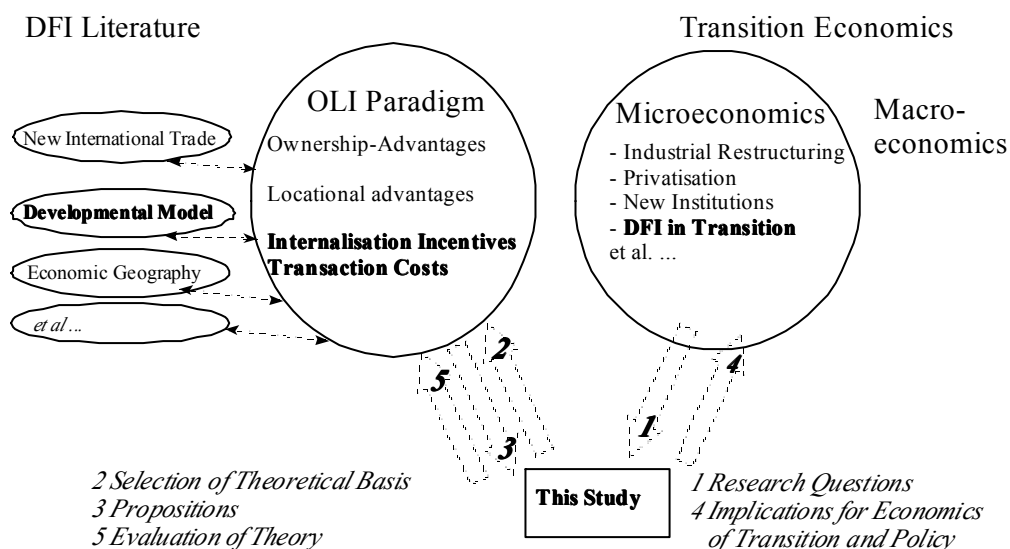 DFI Literature
Transition Economics
OLI Paradigm
Ownership-Advantages
Locational advantages
Internalisation Incentives
Transaction Costs
New International Trade
Developmental Model
Economic Geography
et al ...
Microeconomics
- Industrial Restructuring
- Privatisation
- New Institutions
- DFI in Transition
et al. ...
Macro-
economics
2
5
3
1
4
This Study
2 Selection of Theoretical Basis
3 Propositions
5 Evaluation of Theory
1 Research Questions
4 Implications for Economics
of Transition and Policy